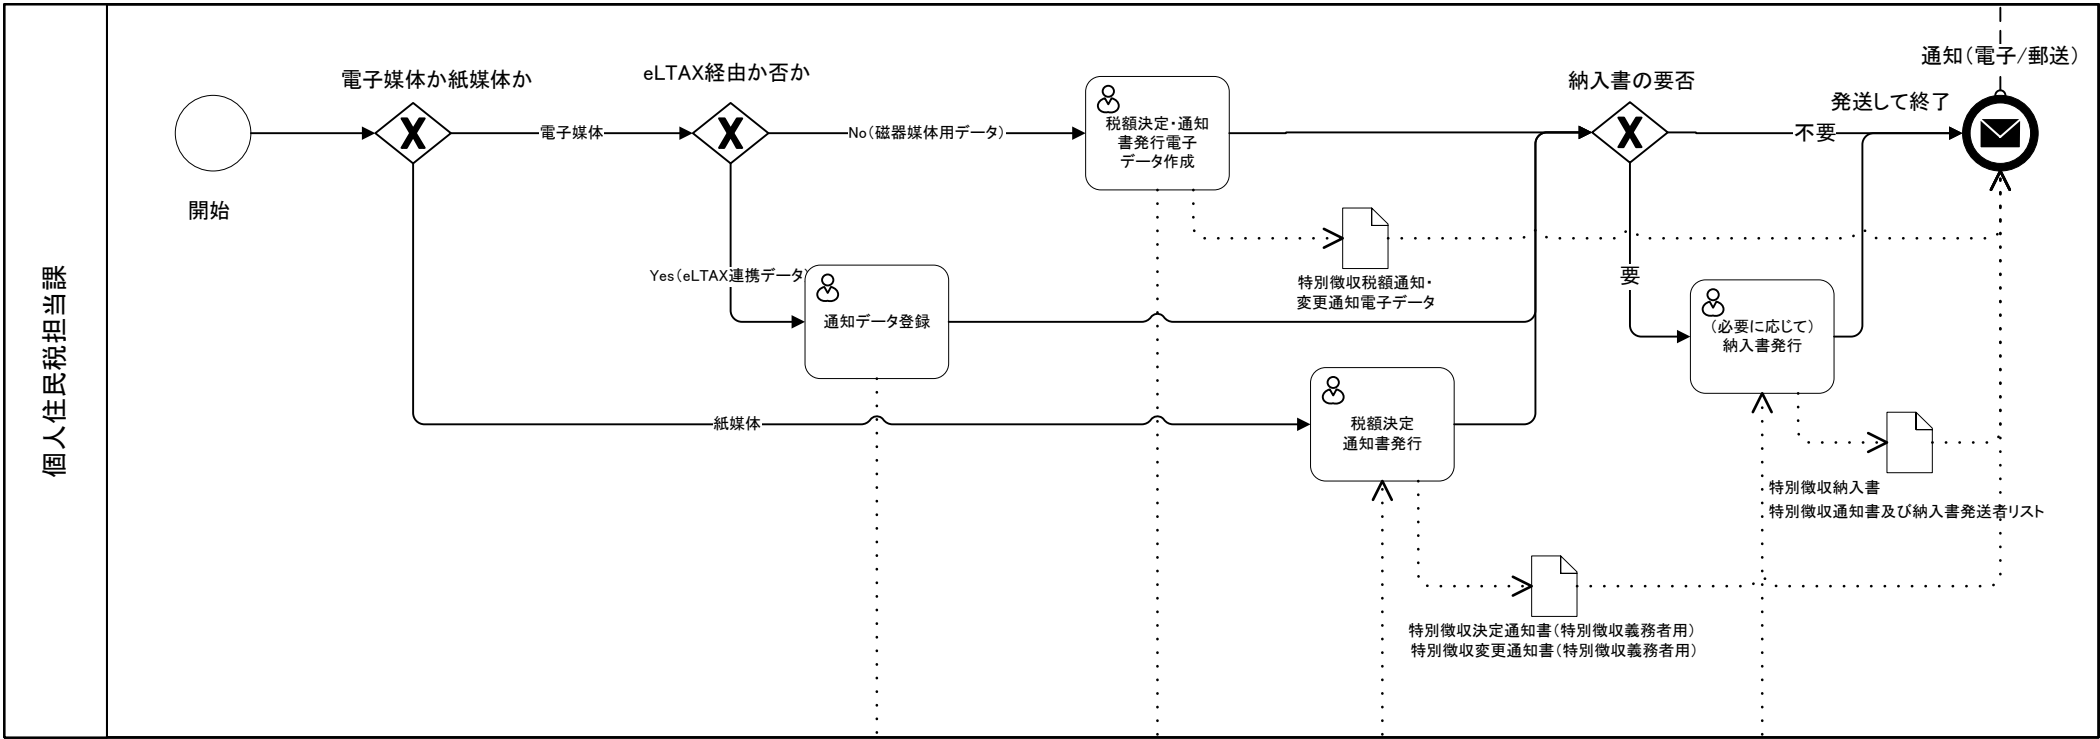 個人住民税担当課
開始
電子媒体か紙媒体か
電子媒体
eLTAX経由か否か
No(磁器媒体用データ)
Yes(eLTAX連携データ)
税額決定・通知
書発行電子
データ作成
特別徴収税額通知・
変更通知電子データ
通知データ登録
紙媒体
税額決定
通知書発行
特別徴収決定通知書(特別徴収義務者用)
特別徴収変更通知書(特別徴収義務者用)
納入書の要否
不要
要
(必要に応じて)
納入書発行
特別徴収納入書
特別徴収通知書及び納入書発送者リスト
発送して終了
通知(電子/郵送)